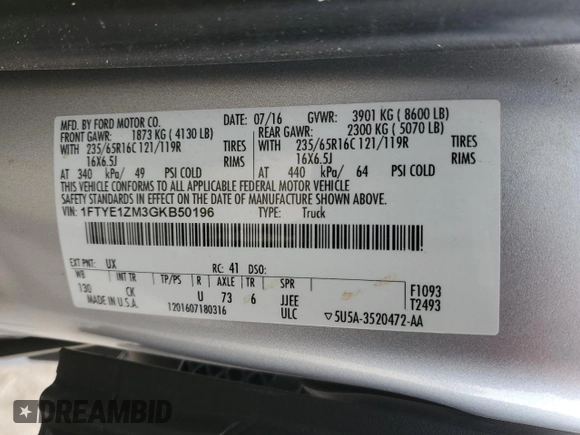 MFD. BY FORD MOTOR CO.
DATE: 07/16 GVWR: 3901 KG ( 8600 LB)
FRONT GAWR: 1873 KG ( 4130 LB) REAR GAWR: 2300 KG ( 5070 LB)
WITH 235/65R16C 121/119R TIRES WITH 235/65R16C 121/119R TIRES
16X6.5J RIMS 16X6.5J RIMS
AT 340 kPa/ 49 PSI COLD AT 440 kPa/ 64 PSI COLD
THIS VEHICLE CONFORMS TO ALL APPLICABLE FEDERAL MOTOR VEHICLE
SAFETY STANDARDS IN EFFECT ON THE DATE OF MANUFACTURE SHOWN ABOVE.
VIN: 1FTYE1ZM3GKB50196 TYPE: Truck
EXT PNT: UX RC: 41 DSO:
WB INT TR TP/PS R AXLE TR SPR
130 CK U 73 6 JJEE F1093
MADE IN U.S.A. 1201607180316 ULC T2493
▽5U5A-3520472-AA
DREAMBID